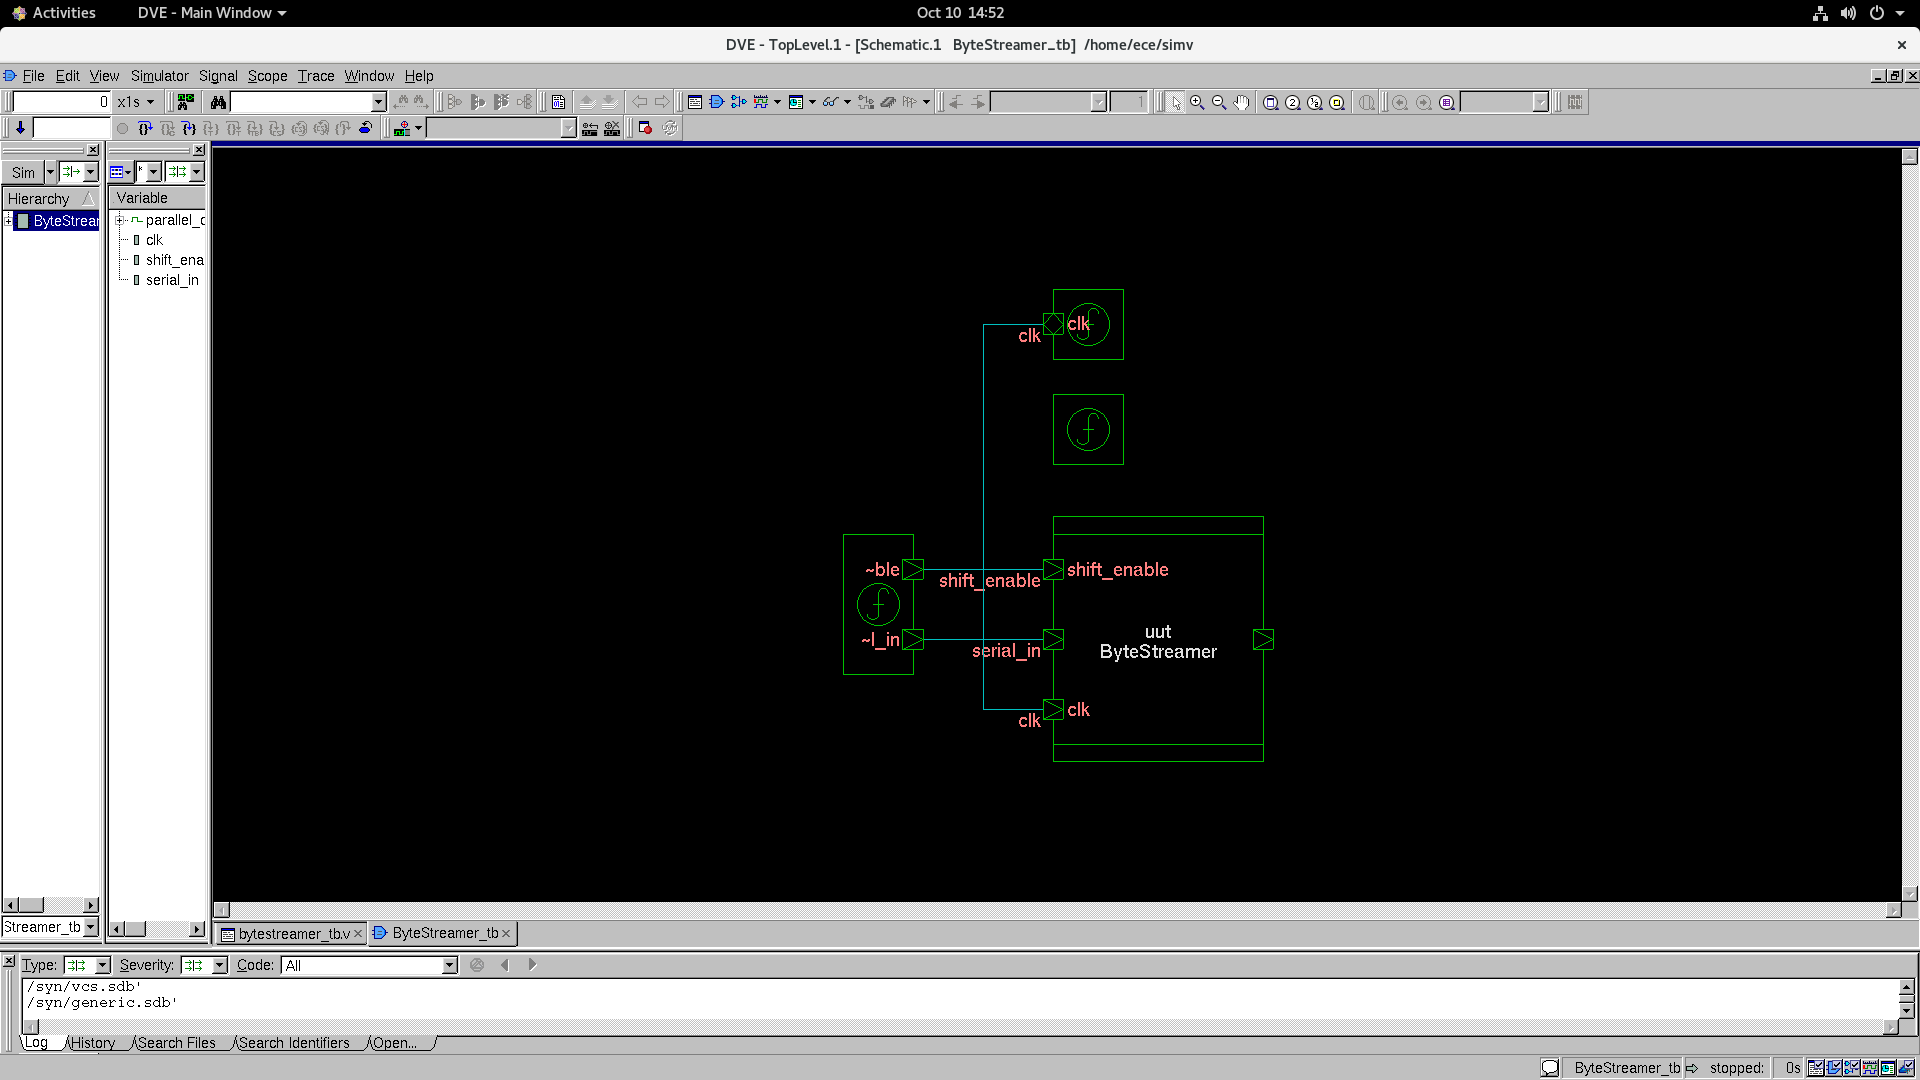 Activities
DVE - Main Window
Oct 10 14:52
DVE - TopLevel.1 - [Schematic.1 ByteStreamer_tb] /home/ece/simv
File Edit View Simulator Signal Scope Trace Window Help
0 x1s
1
Sim
*
Hierarchy
Variable
ByteStrear
parallel_c
clk
shift_ena
serial_in
clk
clk
~ble
shift_enable
shift_enable
~l_in
serial_in
uut
ByteStreamer
clk
clk
Streamer_tb
bytestreamer_tb.v
ByteStreamer_tb
Type:
Severity:
Code:
All
/syn/vcs.sdb'
/syn/generic.sdb'
Log
History
Search Files
Search Identifiers
Open...
ByteStreamer_tb
stopped:
0s